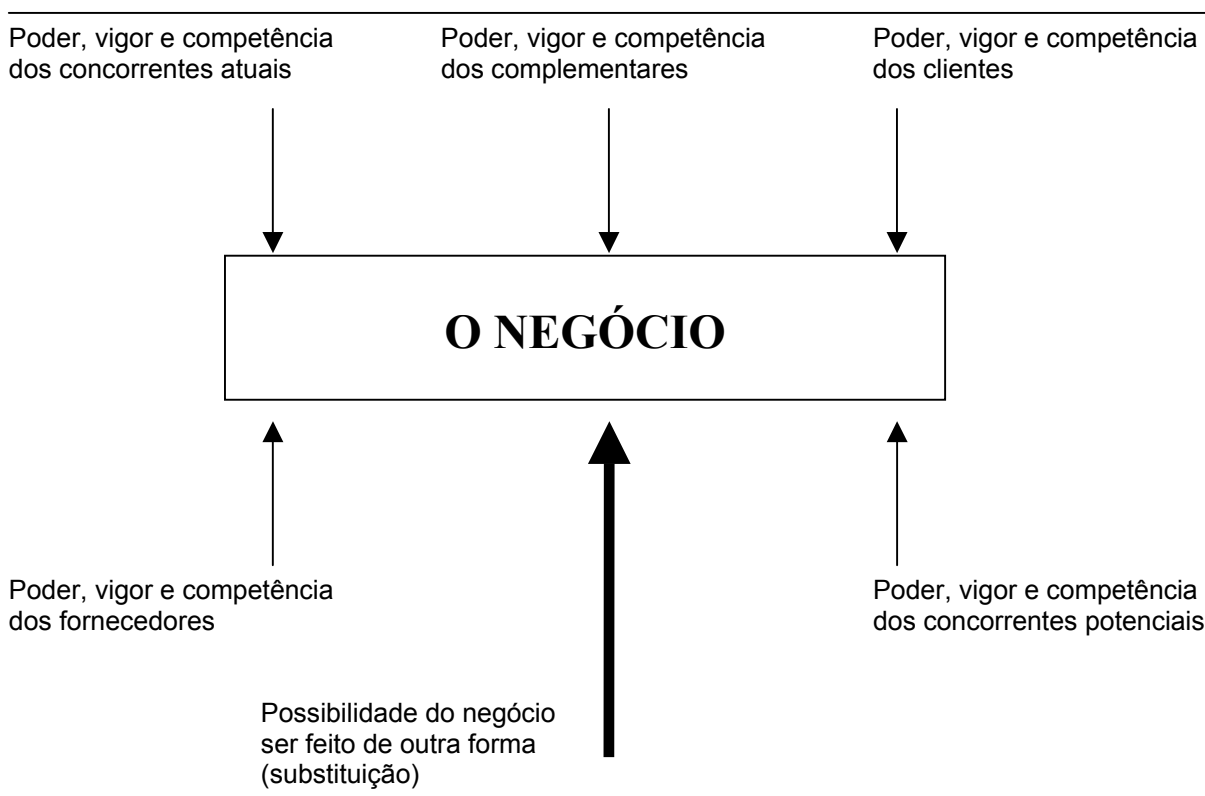 Poder, vigor e competência
dos concorrentes atuais
Poder, vigor e competência
dos complementares
Poder, vigor e competência
dos clientes
O NEGÓCIO
Poder, vigor e competência
dos fornecedores
Poder, vigor e competência
dos concorrentes potenciais
Possibilidade do negócio
ser feito de outra forma
(substituição)